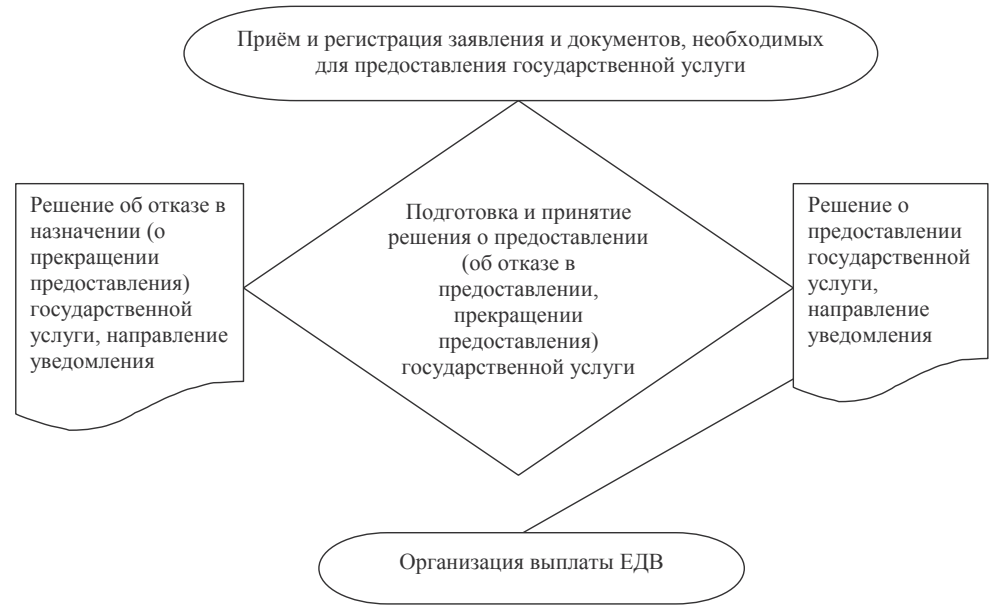 Приём и регистрация заявления и документов, необходимых
для предоставления государственной услуги
Решение об отказе в
назначении (о
прекращении
предоставления)
государственной
услуги, направление
уведомления
Подготовка и принятие
решения о предоставлении
(об отказе в
предоставлении,
прекращении
предоставления)
государственной услуги
Решение о
предоставлении
государственной
услуги,
направление
уведомления
Организация выплаты ЕДВ